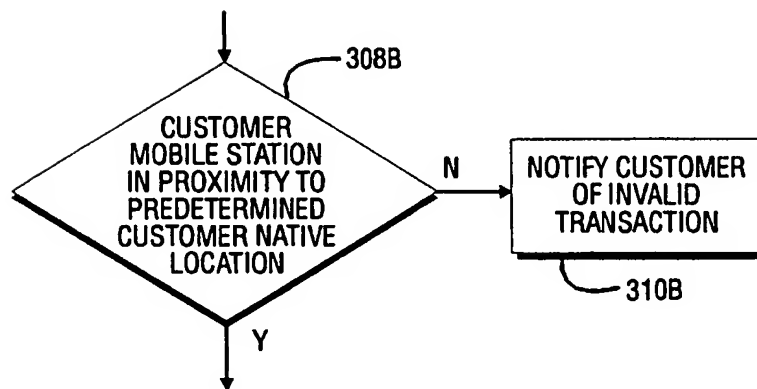 308B
CUSTOMER
MOBILE STATION
IN PROXIMITY TO
PREDETERMINED
CUSTOMER NATIVE
LOCATION
N
NOTIFY CUSTOMER
OF INVALID
TRANSACTION
310B
Y